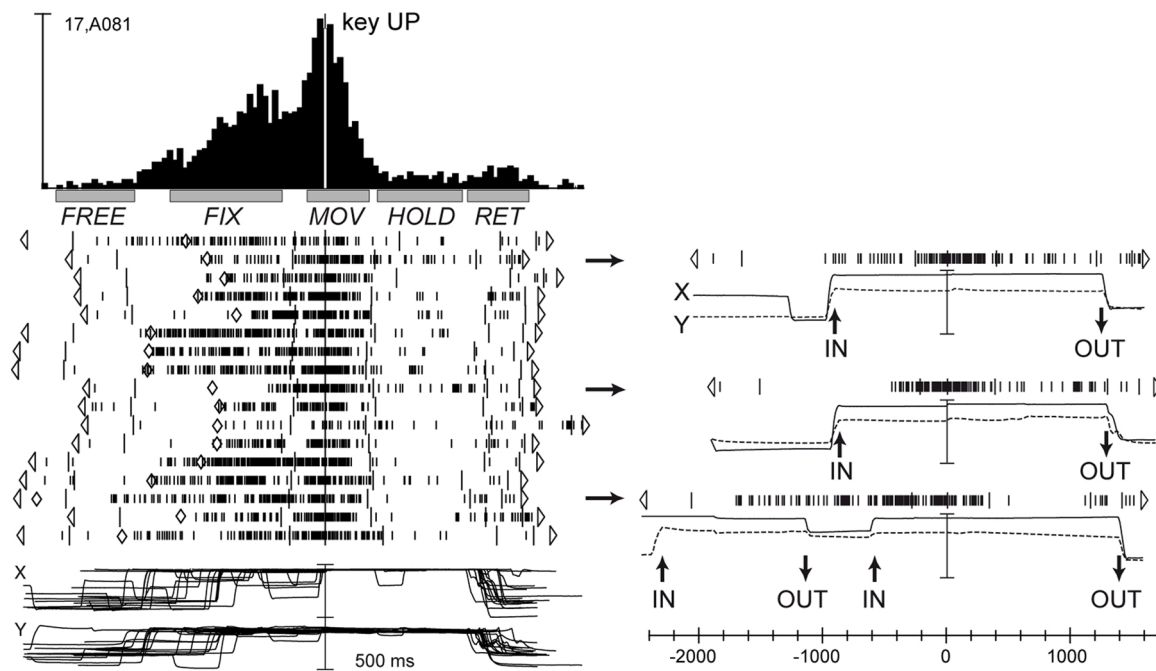 17,A081
key UP
FREE FIX MOV HOLD RET
X
Y
500 ms
X
Y
IN OUT
IN OUT
IN OUT IN OUT
-2000 -1000 0 1000